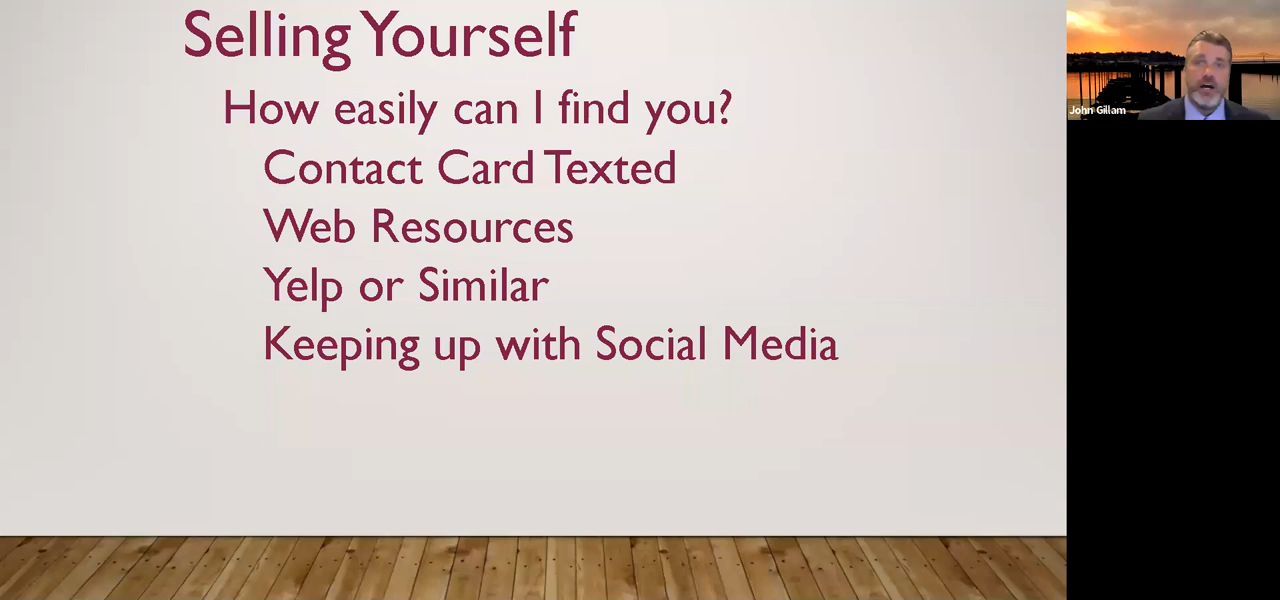 Selling Yourself
How easily can I find you?
Contact Card Texted
Web Resources
Yelp or Similar
Keeping up with Social Media
John Gillam